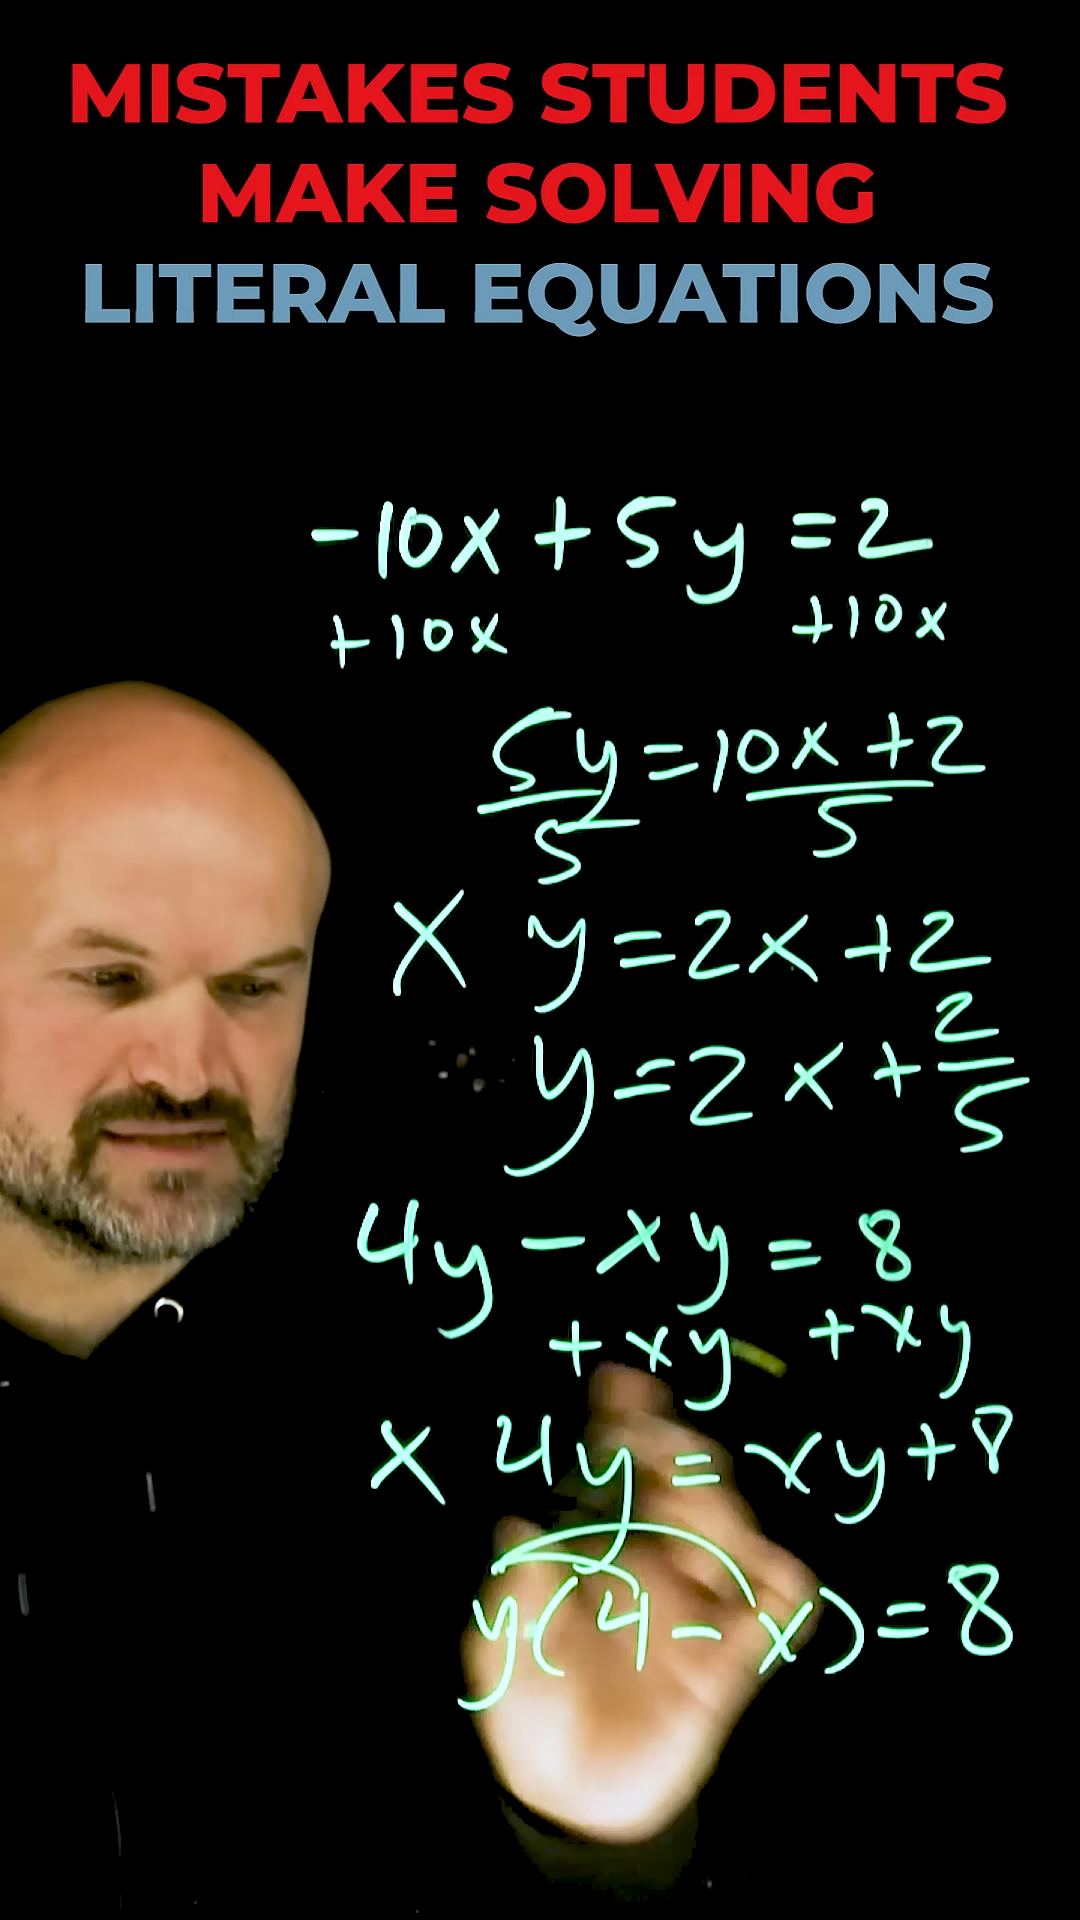 MISTAKES STUDENTS
MAKE SOLVING
LITERAL EQUATIONS
-10x + 5y = 2
+10x +10x
5y = 10x + 2
5 5
X y = 2x + 2
y = 2x + 2/5
4y - xy = 8
+ xy + xy
X 4y = xy + 8
y(4 - x) = 8